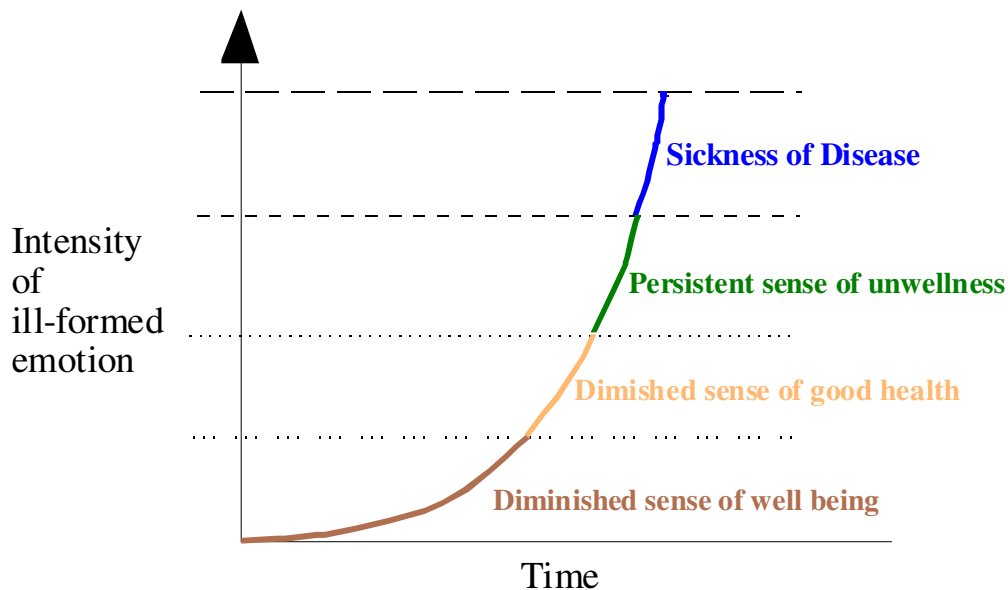 Sickness of Disease
Intensity
of
ill-formed
emotion
Persistent sense of unwellness
Dimished sense of good health
Diminished sense of well being
Time